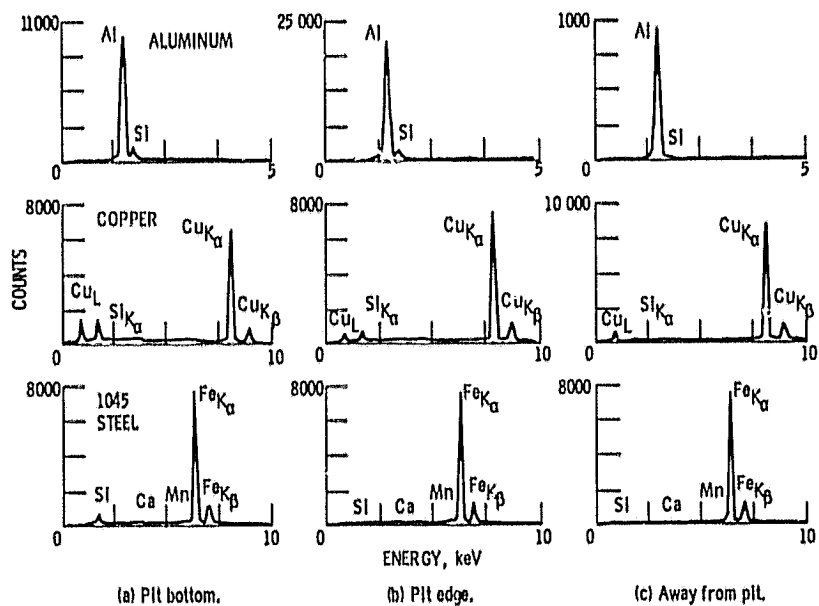 11000
Al
ALUMINUM
SI
0
5
25 000
Al
SI
0
5
1000
Al
SI
0
5
8000
COPPER
CuKα
CuL
SIKα
CuKβ
0
10
8000
CuKα
CuL
SIKα
CuKβ
0
10
10 000
CuKα
CuL
SIKα
CuKβ
0
10
COUNTS
8000
1045
STEEL
FeKα
SI
Ca
Mn
FeKβ
0
10
8000
FeKα
SI
Ca
Mn
FeKβ
0
10
8000
FeKα
SI
Ca
Mn
FeKβ
0
10
ENERGY, keV
(a) Pit bottom.
(b) Pit edge.
(c) Away from pit.